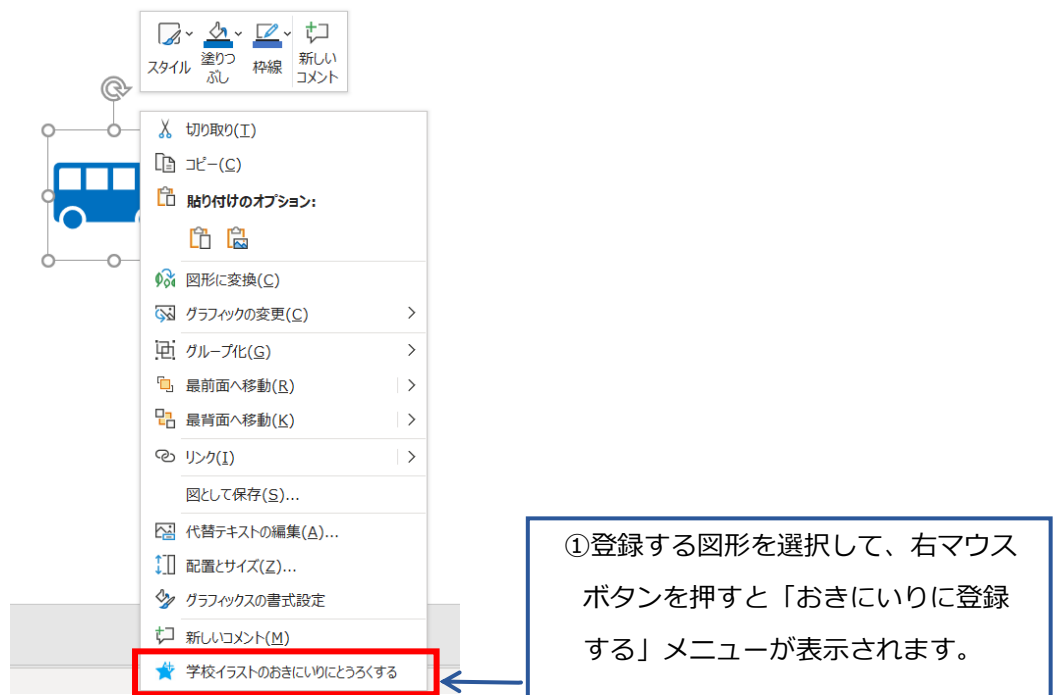 スタイル
塗りつ
ぶし
枠線
新しい
コメント
切り取り(T)
コピー(C)
貼り付けのオプション:
図形に変換(C)
グラフィックの変更(C)
グループ化(G)
最前面へ移動(R)
最背面へ移動(K)
リンク(I)
図として保存(S)...
代替テキストの編集(A)...
配置とサイズ(Z)...
グラフィックスの書式設定
新しいコメント(M)
学校イラストのおきにいりにとうろくする
①登録する図形を選択して、右マウス
ボタンを押すと「おきにいりに登録
する」メニューが表示されます。